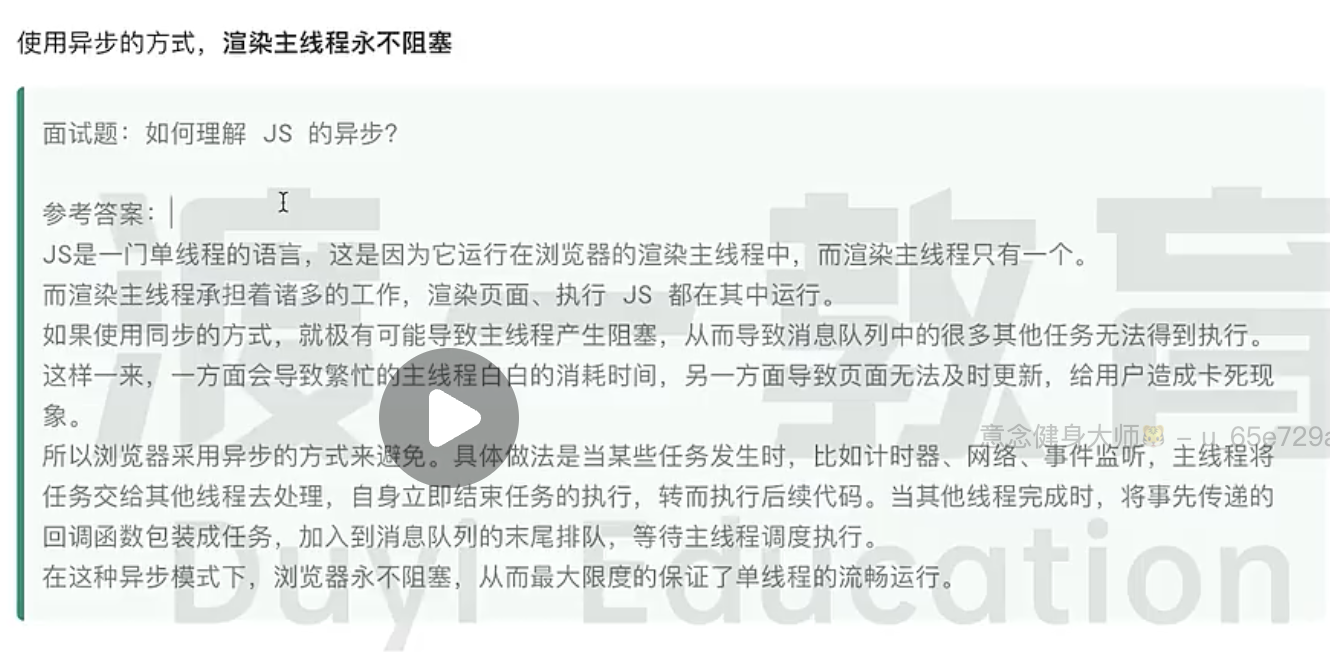 使用异步的方式，渲染主线程永不阻塞
面试题：如何理解 JS 的异步？
参考答案：
JS是一门单线程的语言，这是因为它运行在浏览器的渲染主线程中，而渲染主线程只有一个。
而渲染主线程承担着诸多的工作，渲染页面、执行 JS 都在其中运行。
如果使用同步的方式，就极有可能导致主线程产生阻塞，从而导致消息队列中的很多其他任务无法得到执行。
这样一来，一方面会导致繁忙的主线程白白的消耗时间，另一方面导致页面无法及时更新，给用户造成卡死现
象。
所以浏览器采用异步的方式来避免。具体做法是当某些任务发生时，比如计时器、网络、事件监听，主线程将
任务交给其他线程去处理，自身立即结束任务的执行，转而执行后续代码。当其他线程完成时，将事先传递的
回调函数包装成任务，加入到消息队列的末尾排队，等待主线程调度执行。
在这种异步模式下，浏览器永不阻塞，从而最大限度的保证了单线程的流畅运行。
渡一教育
Duyi Education
意念健身大师🐯 – u_65e729a